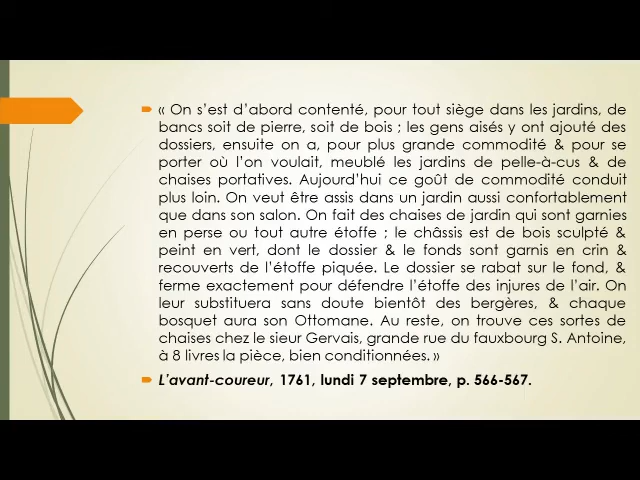 « On s’est d’abord contenté, pour tout siège dans les jardins, de
bancs soit de pierre, soit de bois ; les gens aisés y ont ajouté des
dossiers, ensuite on a, pour plus grande commodité & pour se
porter où l’on voulait, meublé les jardins de pelle-à-cus & de
chaises portatives. Aujourd’hui ce goût de commodité conduit
plus loin. On veut être assis dans un jardin aussi confortablement
que dans son salon. On fait des chaises de jardin qui sont garnies
en perse ou tout autre étoffe ; le châssis est de bois sculpté &
peint en vert, dont le dossier & le fonds sont garnis en crin &
recouverts de l’étoffe piquée. Le dossier se rabat sur le fond, &
ferme exactement pour défendre l’étoffe des injures de l’air. On
leur substituera sans doute bientôt des bergères, & chaque
bosquet aura son Ottomane. Au reste, on trouve ces sortes de
chaises chez le sieur Gervais, grande rue du fauxbourg S. Antoine,
à 8 livres la pièce, bien conditionnées. »
L’avant-coureur, 1761, lundi 7 septembre, p. 566-567.